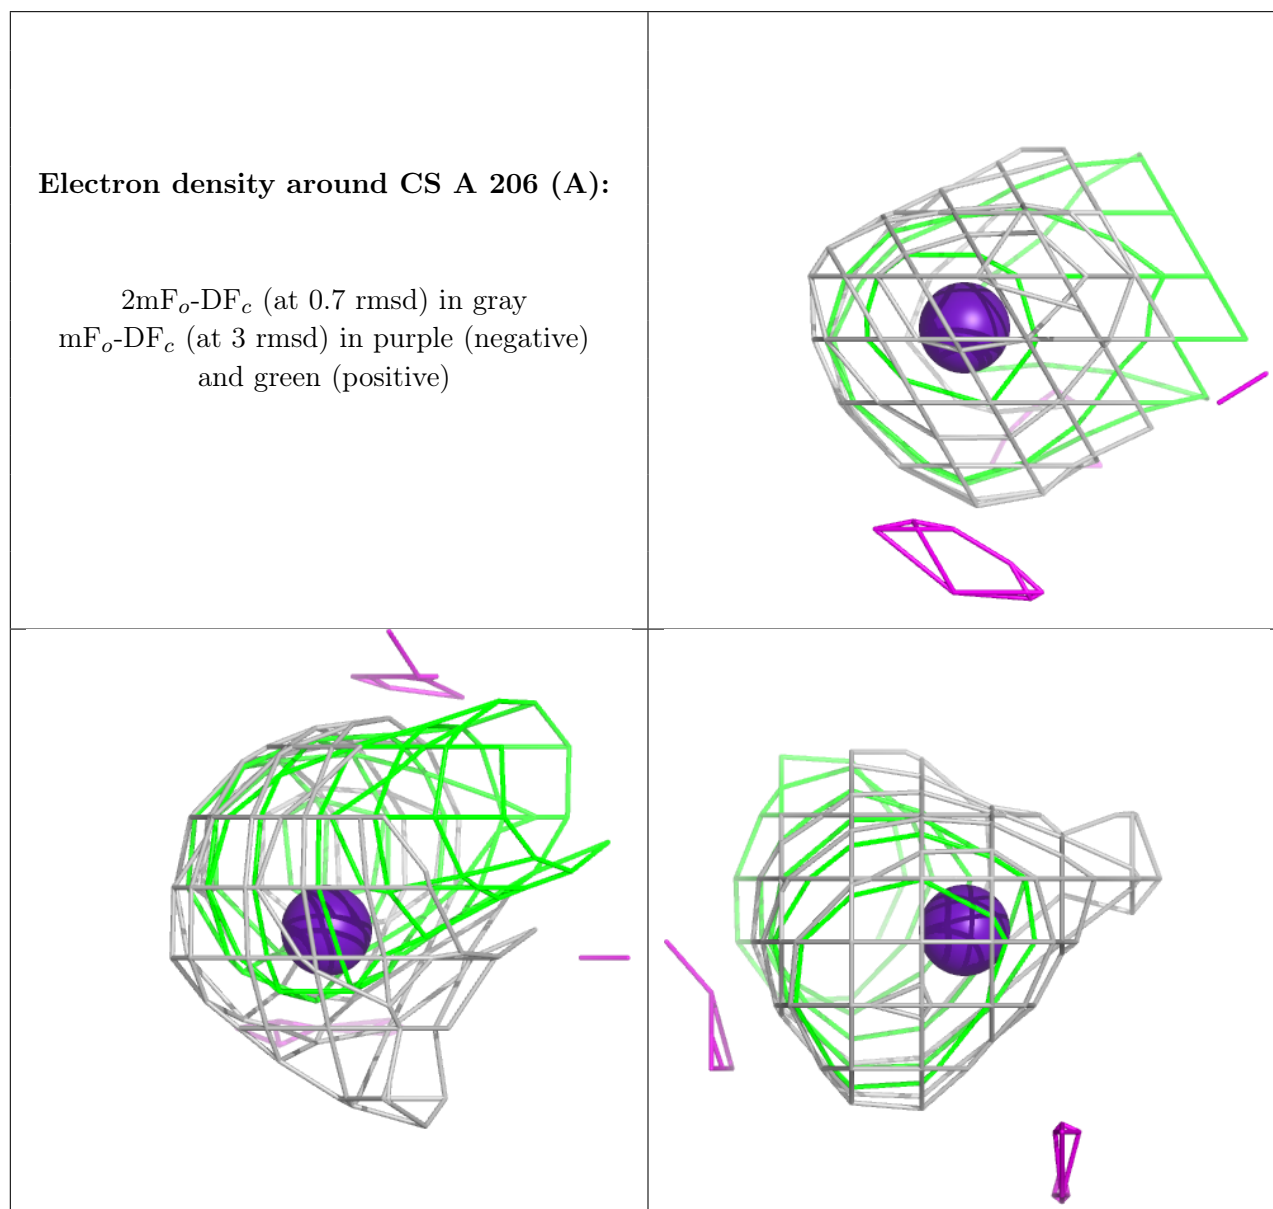 Electron density around CS A 206 (A):
2mFo-DFc (at 0.7 rmsd) in gray
mFo-DFc (at 3 rmsd) in purple (negative)
and green (positive)